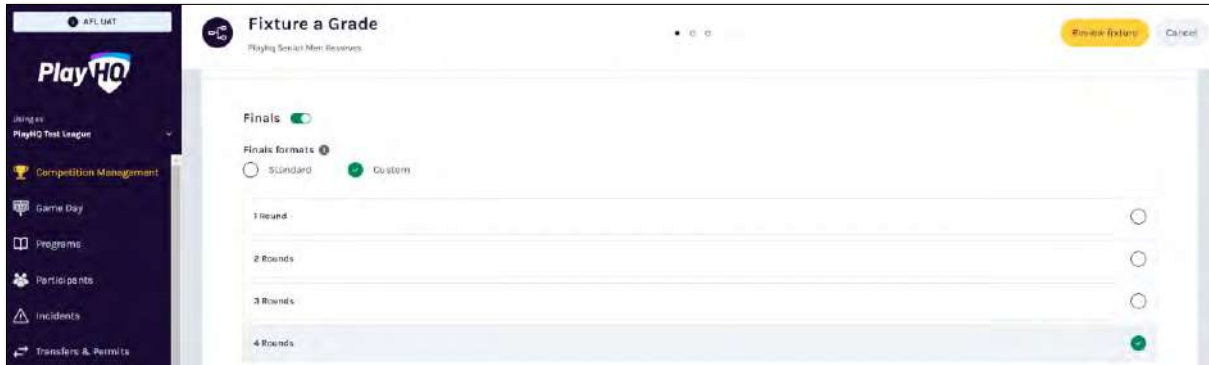 AFL UAT
PlayHQ
Using as
PlayHQ Test League
Competition Management
Game Day
Programs
Participants
Incidents
Transfers & Permits
Fixture a Grade
PlayHQ Senior Men Reserves
Review fixture
Cancel
Finals
Finals formats
Standard
Custom
1 Round
2 Rounds
3 Rounds
4 Rounds